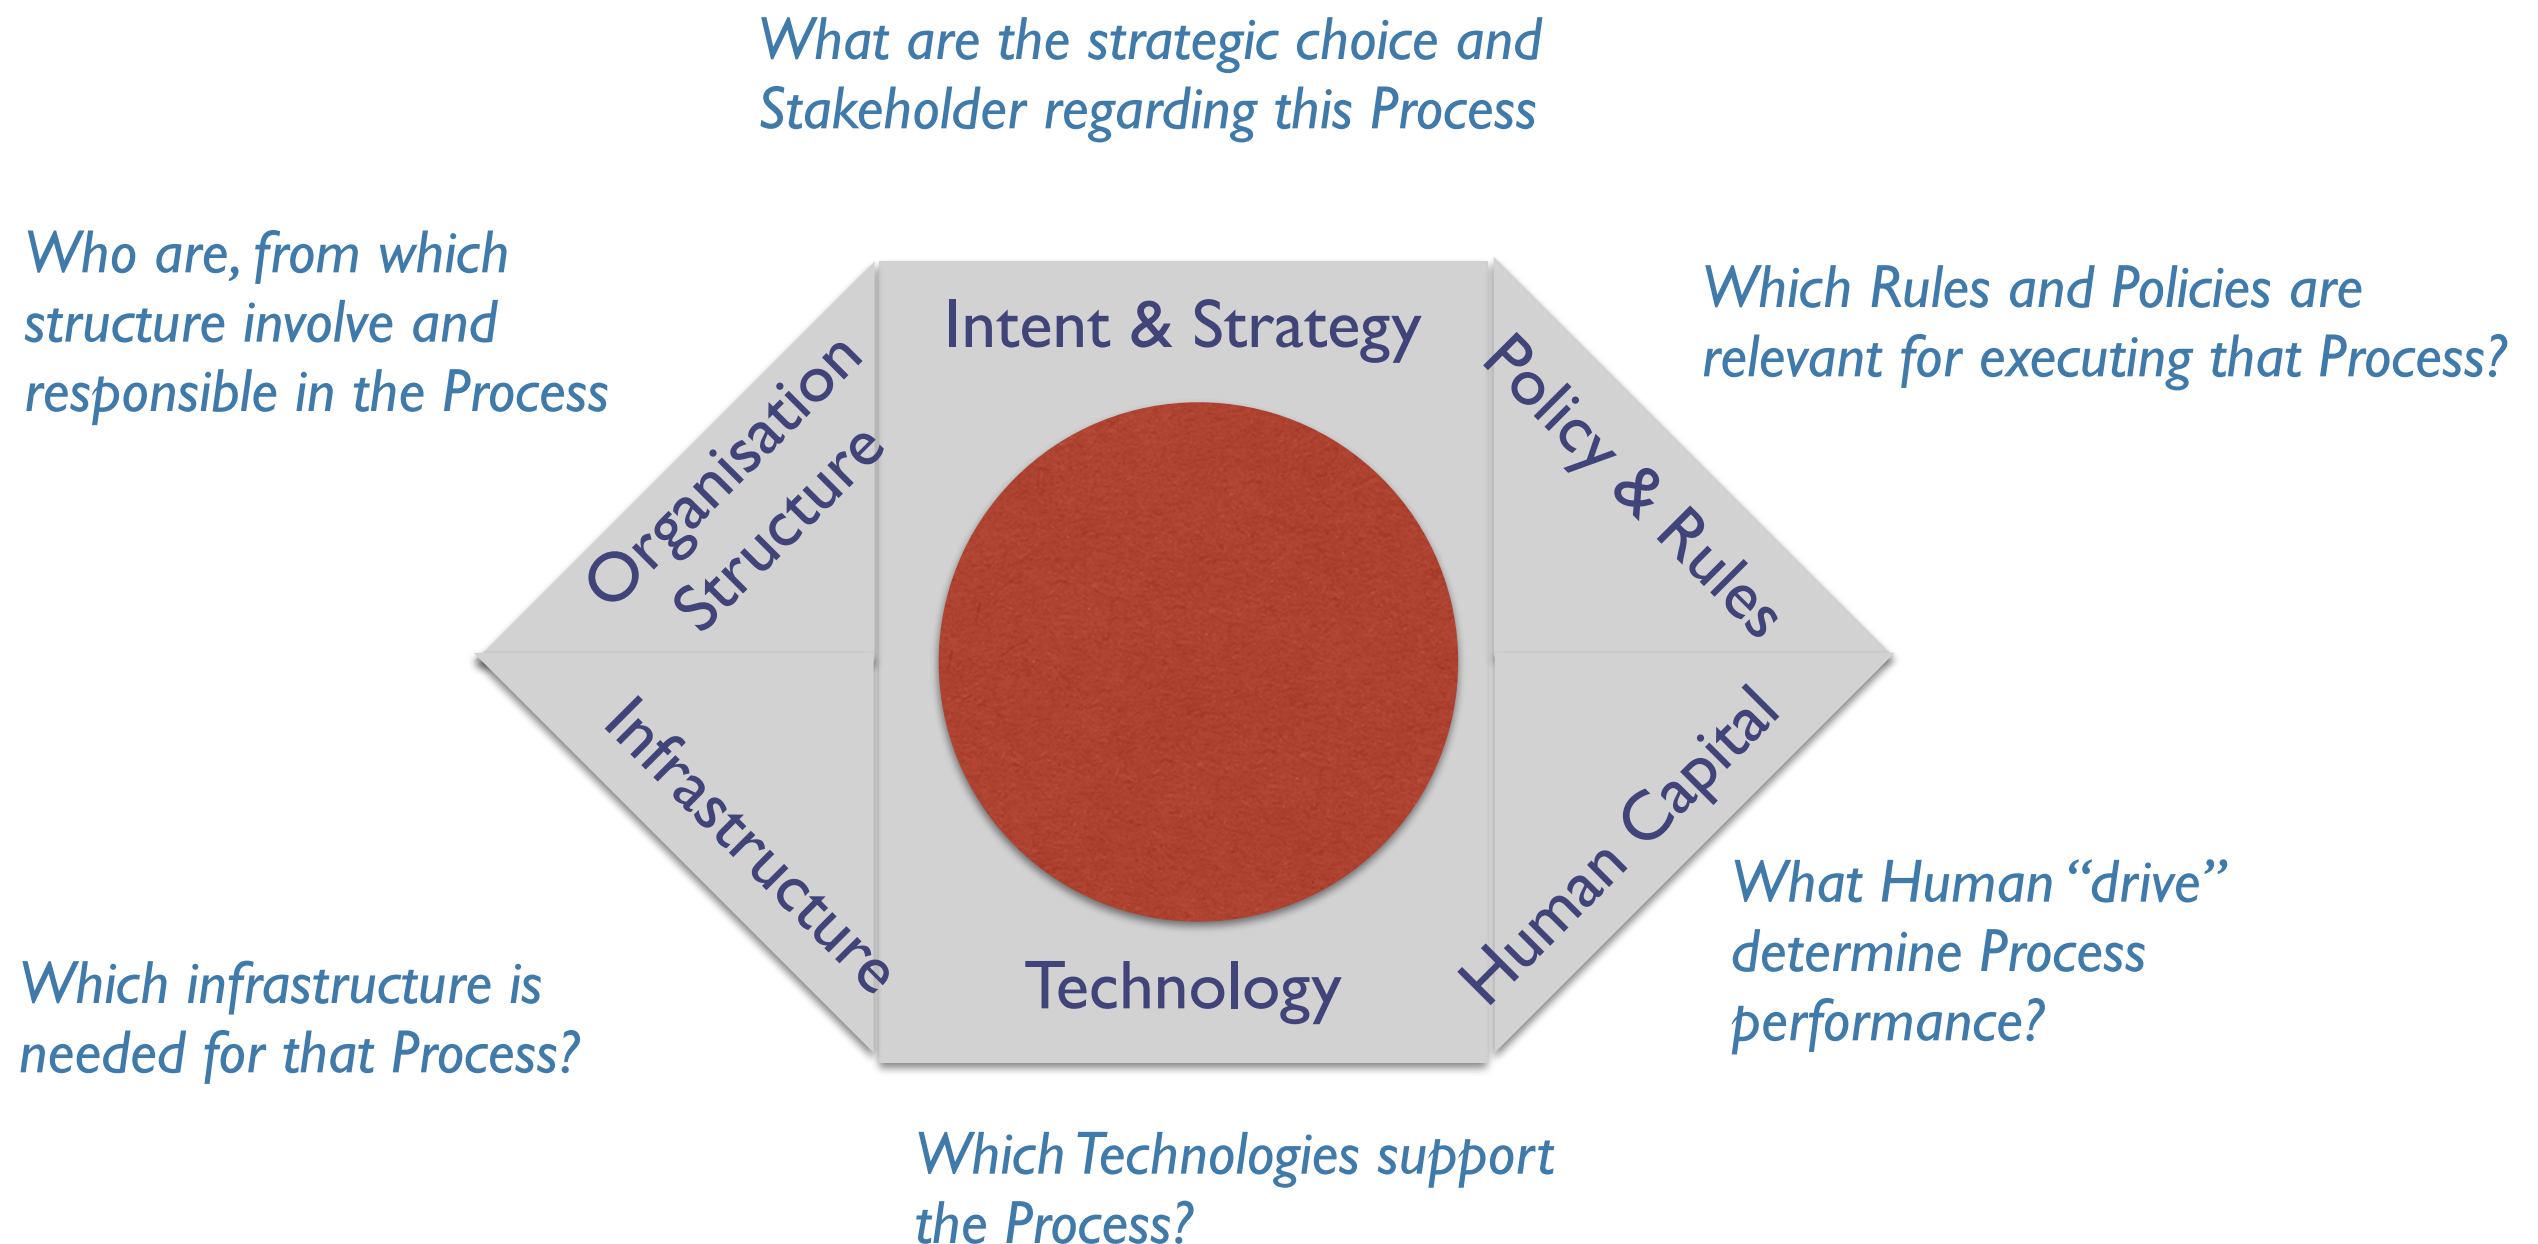 What are the strategic choice and
Stakeholder regarding this Process
Who are, from which
structure involve and
responsible in the Process
Which Rules and Policies are
relevant for executing that Process?
Intent & Strategy
Organisation
Structure
Policy & Rules
Infrastructure
Human Capital
Technology
What Human “drive”
determine Process
performance?
Which infrastructure is
needed for that Process?
Which Technologies support
the Process?